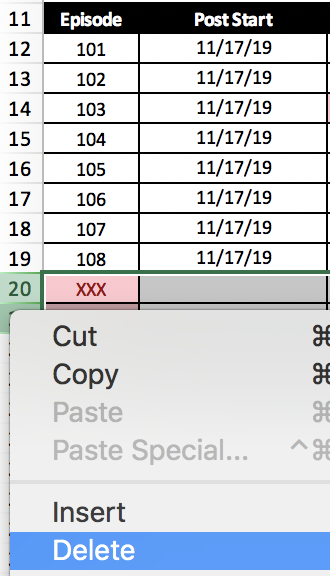 11 Episode Post Start
12 101 11/17/19
13 102 11/17/19
14 103 11/17/19
15 104 11/17/19
16 105 11/17/19
17 106 11/17/19
18 107 11/17/19
19 108 11/17/19
20 XXX
Cut ⌘
Copy ⌘
Paste ⌘
Paste Special... ^⌘
Insert
Delete